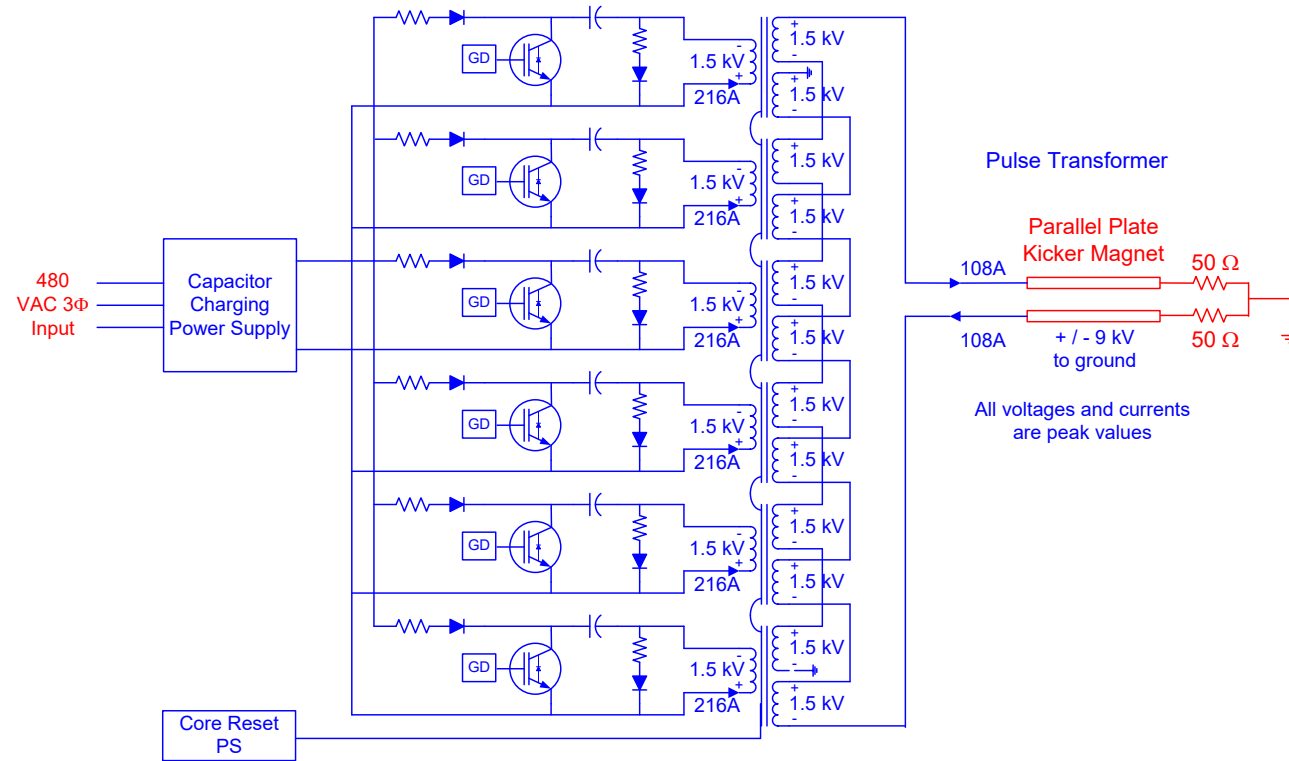 GD
1.5 kV
-
+
216A
+
1.5 kV
-
+
1.5 kV
-
GD
1.5 kV
-
+
216A
+
1.5 kV
-
+
1.5 kV
-
Pulse Transformer
480
VAC 3Φ
Input
Capacitor
Charging
Power Supply
GD
1.5 kV
-
+
216A
+
1.5 kV
-
+
1.5 kV
-
Parallel Plate
Kicker Magnet
108A
50 Ω
108A
+ / - 9 kV
to ground
50 Ω
All voltages and currents
are peak values
GD
1.5 kV
-
+
216A
+
1.5 kV
-
+
1.5 kV
-
GD
1.5 kV
-
+
216A
+
1.5 kV
-
+
1.5 kV
-
GD
1.5 kV
-
+
216A
+
1.5 kV
-
+
1.5 kV
-
Core Reset
PS